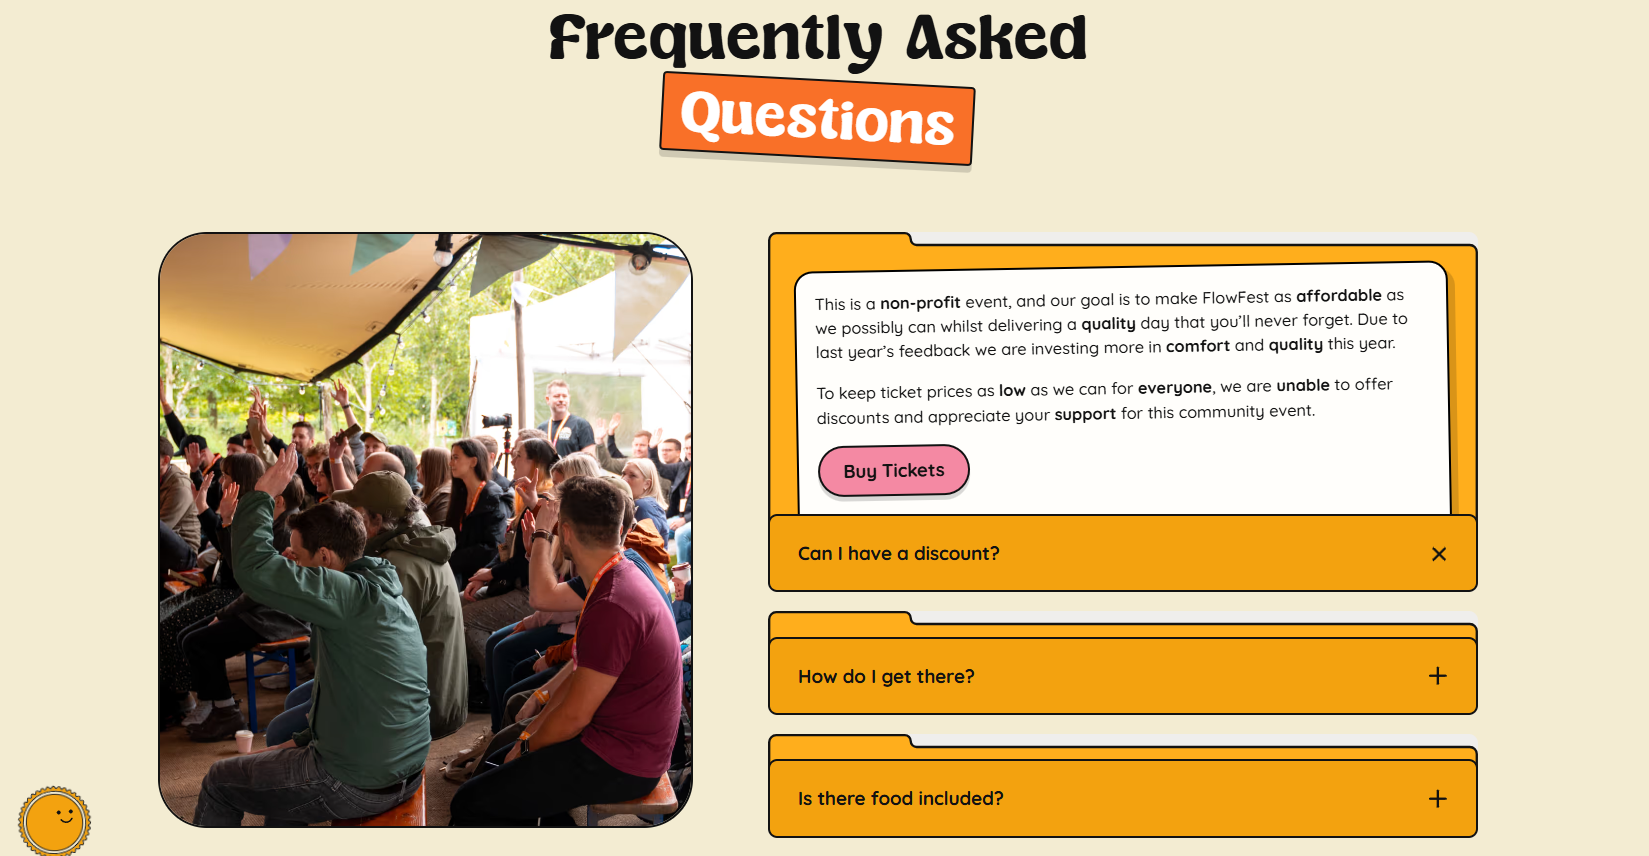 Frequently Asked
Questions
This is a non-profit event, and our goal is to make FlowFest as affordable as
we possibly can whilst delivering a quality day that you’ll never forget. Due to
last year’s feedback we are investing more in comfort and quality this year.
To keep ticket prices as low as we can for everyone, we are unable to offer
discounts and appreciate your support for this community event.
Buy Tickets
Can I have a discount?
How do I get there?
Is there food included?